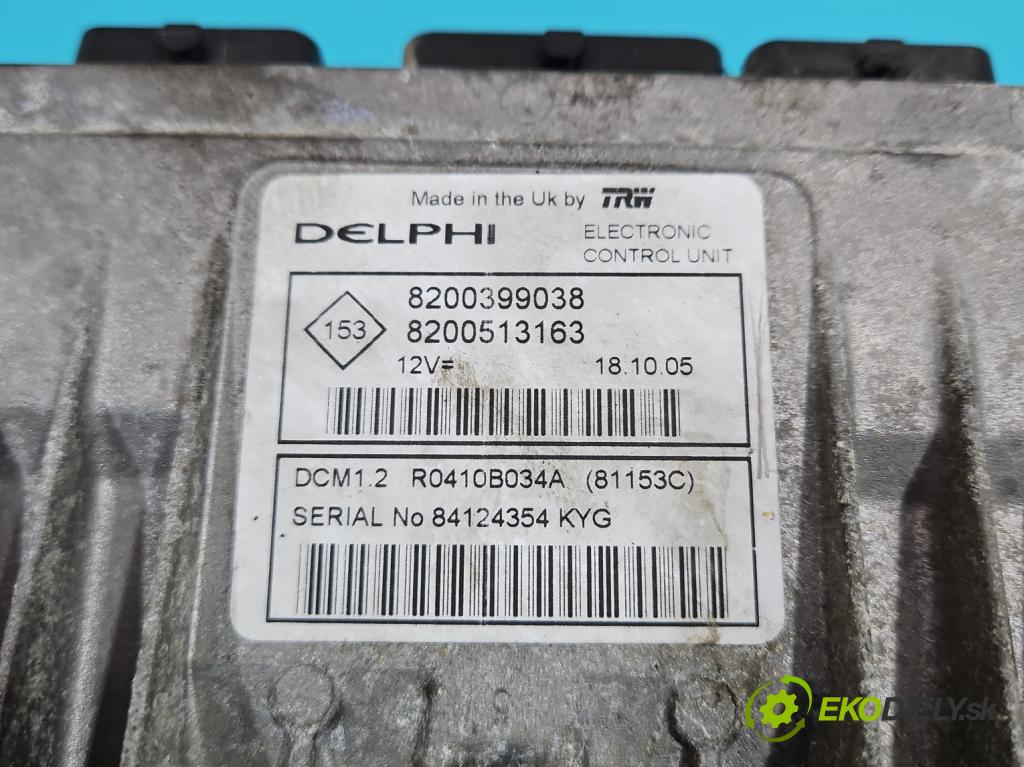 Made in the Uk by TRW
DELPHI
ELECTRONIC
CONTROL UNIT
153
8200399038
8200513163
12V= 18.10.05
DCM1.2 R0410B034A (81153C)
SERIAL No 84124354 KYG
EKODIELY.sk